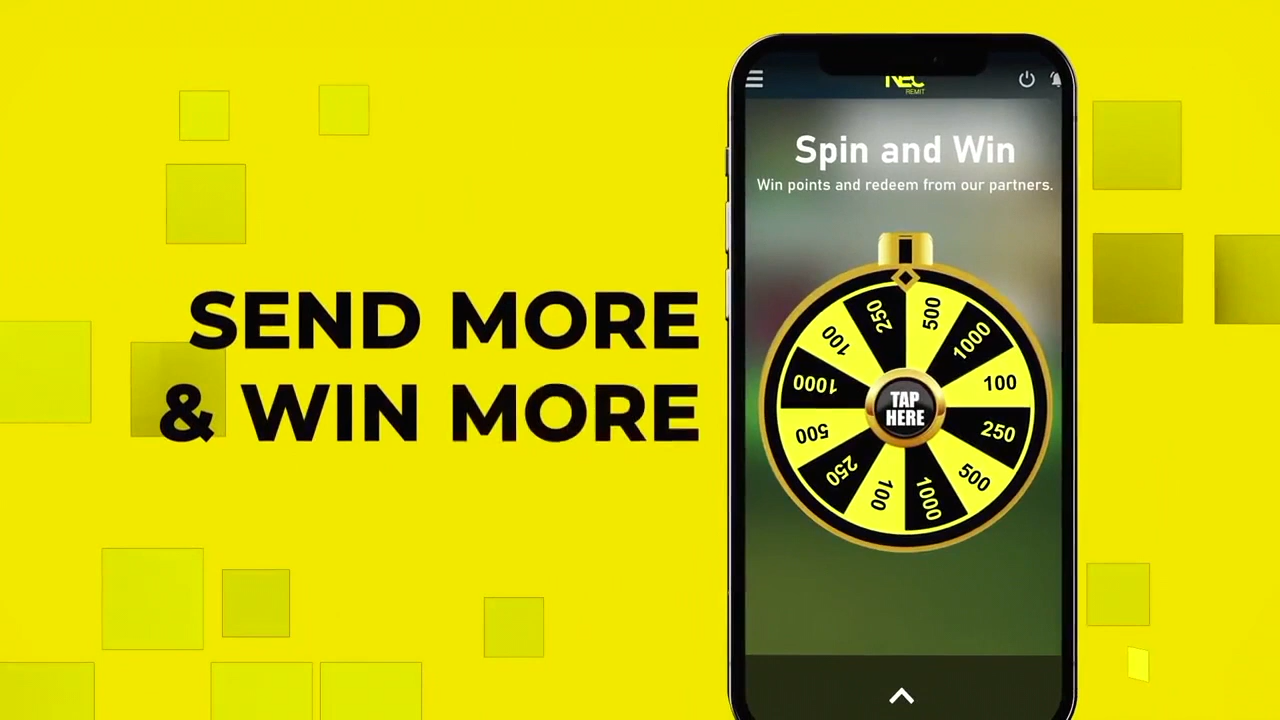 SEND MORE
& WIN MORE
NEC
REMIT
Spin and Win
Win points and redeem from our partners.
500
1000
100
250
500
1000
100
250
500
1000
100
250
TAP
HERE